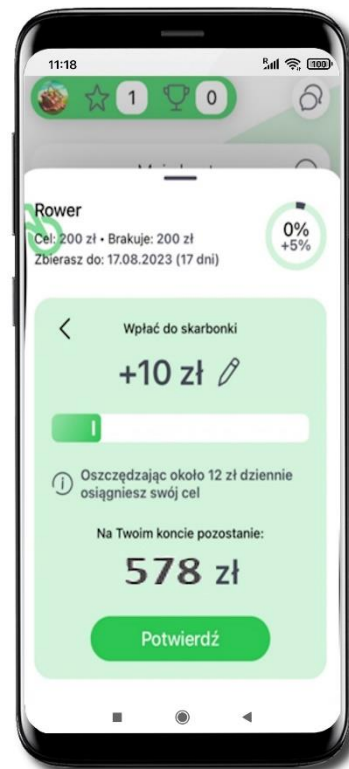 11:18
100
1
0
Rower
Cel: 200 zł • Brakuje: 200 zł
Zbierasz do: 17.08.2023 (17 dni)
0%
+5%
Wpłać do skarbonki
+10 zł
Oszczędzając około 12 zł dziennie
osiągniesz swój cel
Na Twoim koncie pozostanie:
578 zł
Potwierdź